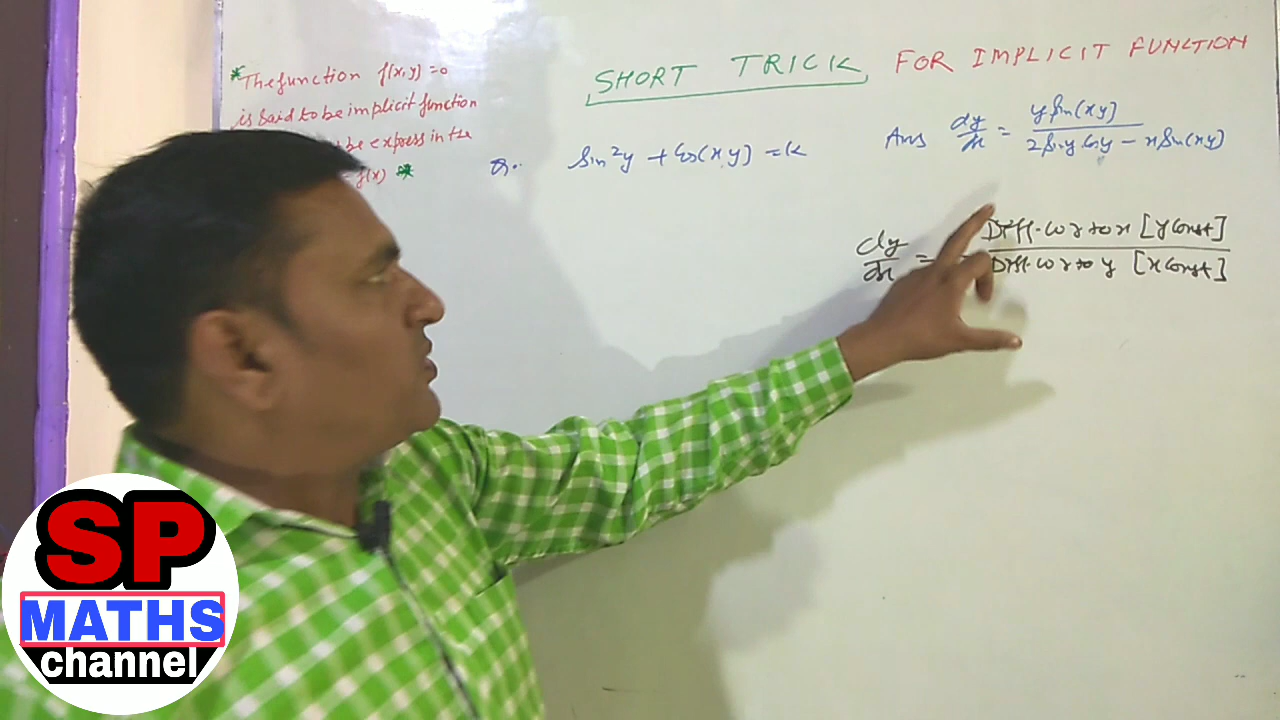 SHORT TRICK FOR IMPLICIT FUNCTION
*The function f(x,y)=0
is said to be implicit function
be express in the
f(x) *
Q.. Sin²y + Cos(xy) = K
Ans dy/dx = y Sin(xy) / 2 Siny Cosy − x Sin(xy)
dy/dx = − Diff. w r to x [y Const] / Diff. w r to y [x Const]
SP
MATHS
channel